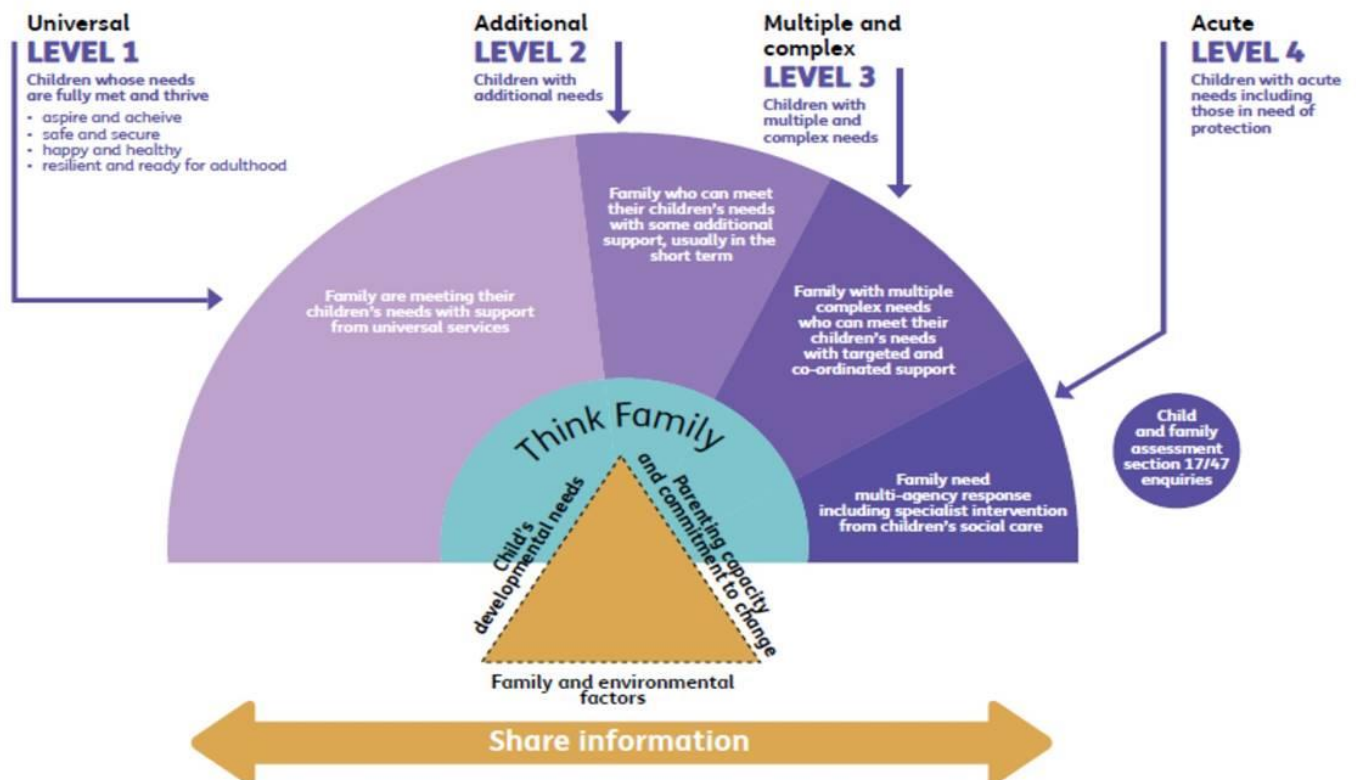 Universal
LEVEL 1
Children whose needs
are fully met and thrive
• aspire and acheive
• safe and secure
• happy and healthy
• resilient and ready for adulthood
Additional
LEVEL 2
Children with
additional needs
Multiple and
complex
LEVEL 3
Children with
multiple and
complex needs
Acute
LEVEL 4
Children with acute
needs including
those in need of
protection
Family are meeting their
children's needs with support
from universal services
Family who can meet
their children's needs
with some additional
support, usually in the
short term
Family with multiple
complex needs
who can meet their
children's needs
with targeted and
co-ordinated support
Family need
multi-agency response
including specialist intervention
from children's social care
Child
and family
assessment
section 17/47
enquiries
Think Family
Child's
developmental needs
Parenting capacity
and commitment to change
Family and environmental
factors
Share information